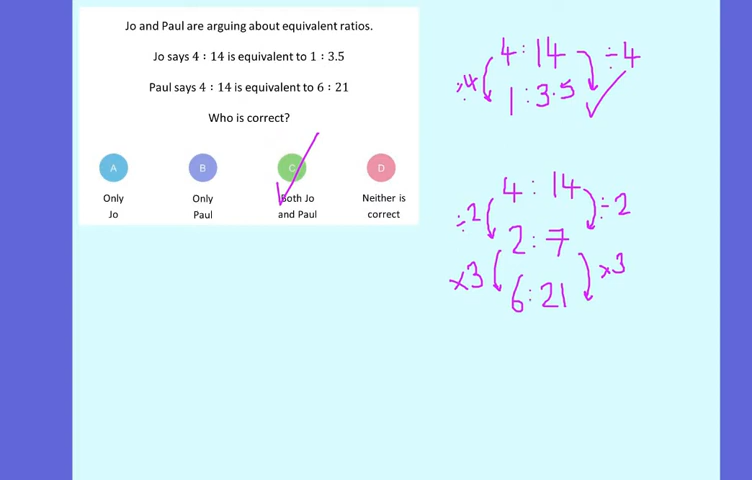 Jo and Paul are arguing about equivalent ratios.
Jo says 4 : 14 is equivalent to 1 : 3.5
Paul says 4 : 14 is equivalent to 6 : 21
Who is correct?
A B C D
Only Jo
Only Paul
Both Jo and Paul
Neither is correct
4 : 14
÷4 ÷4
1 : 3.5
4 : 14
÷2 ÷2
2 : 7
×3 ×3
6 : 21